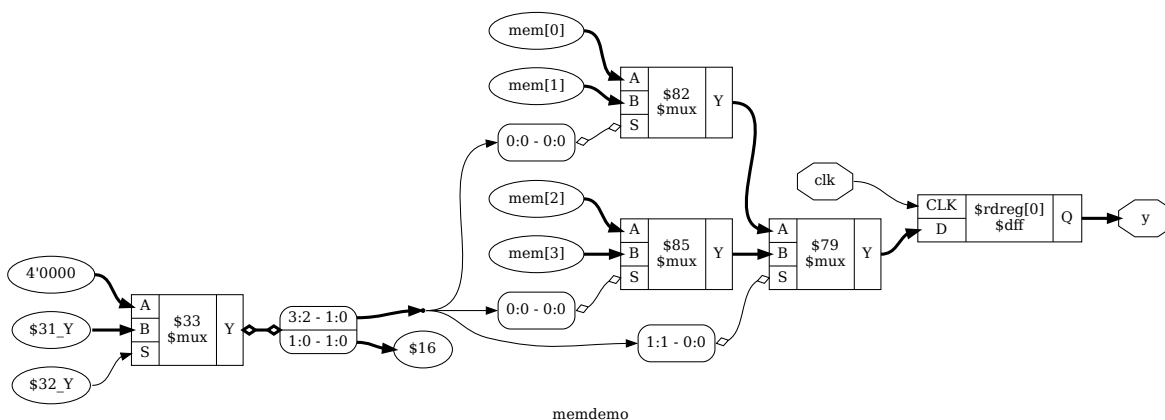 mem[0]
mem[1]
0:0 - 0:0
A
B
S
$82
$mux
Y
mem[2]
mem[3]
0:0 - 0:0
A
B
S
$85
$mux
Y
1:1 - 0:0
A
B
S
$79
$mux
Y
clk
CLK
D
$rdreg[0]
$dff
Q
y
4'0000
$31_Y
$32_Y
A
B
S
$33
$mux
Y
3:2 - 1:0
1:0 - 1:0
$16
memdemo